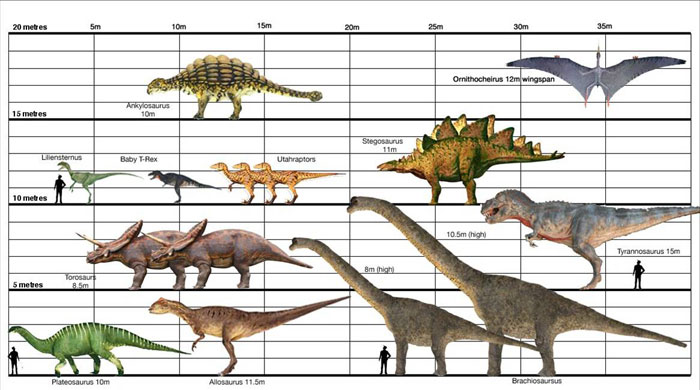 20 metres 5m 10m 15m 20m 25m 30m 35m
Ornithocheirus 12m wingspan
Ankylosaurus
10m
15 metres
Stegosaurus
11m
Liliensternus Baby T-Rex Utahraptors
10 metres
10.5m (high)
Tyrannosaurus 15m
8m (high)
Torosaurs
8.5m
5 metres
Plateosaurus 10m Allosaurus 11.5m Brachiosaursus